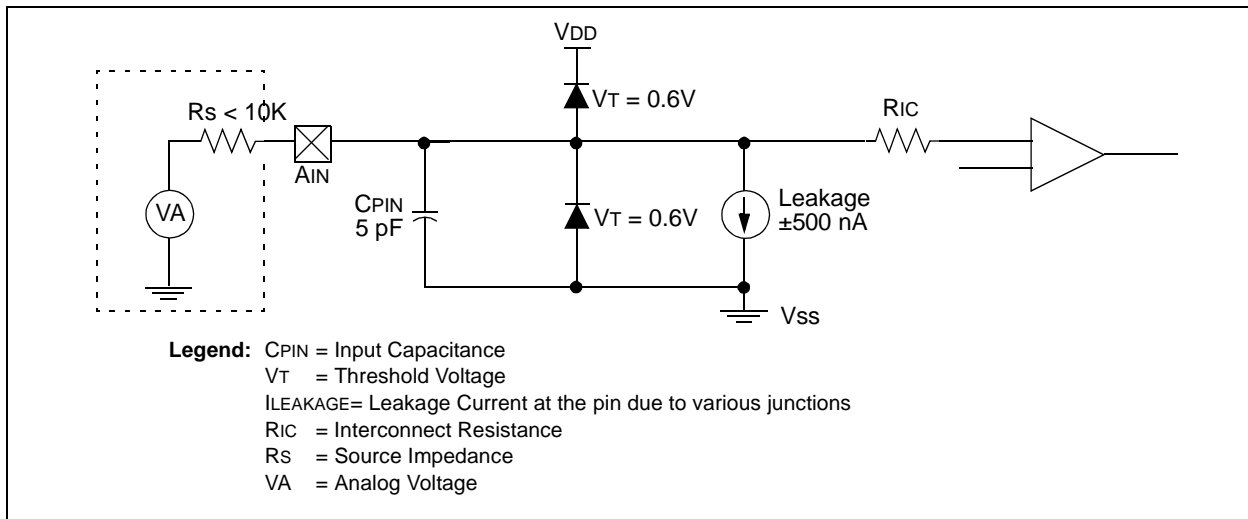 VDD
VT = 0.6V
RS < 10K
RIC
AIN
VA
CPIN
5 pF
VT = 0.6V
Leakage
±500 nA
VSS
Legend: CPIN = Input Capacitance
VT = Threshold Voltage
ILEAKAGE= Leakage Current at the pin due to various junctions
RIC = Interconnect Resistance
RS = Source Impedance
VA = Analog Voltage